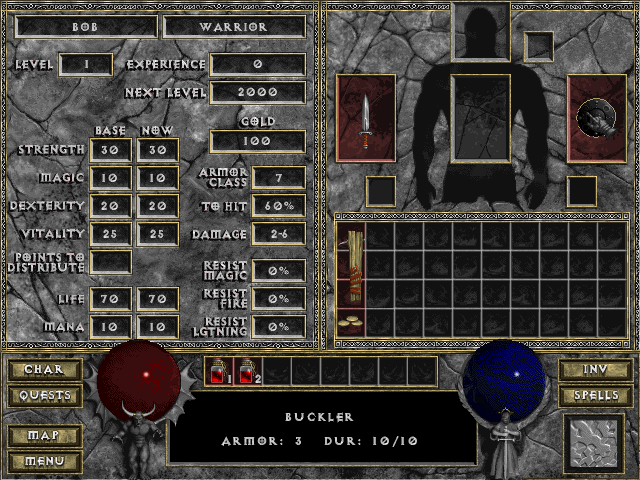 BOB WARRIOR
LEVEL 1 EXPERIENCE 0
NEXT LEVEL 2000
GOLD
100
BASE NOW
STRENGTH 30 30
MAGIC 10 10
DEXTERITY 20 20
VITALITY 25 25
POINTS TO
DISTRIBUTE
LIFE 70 70
MANA 10 10
ARMOR
CLASS 7
TO HIT 60%
DAMAGE 2-6
RESIST
MAGIC 0%
RESIST
FIRE 0%
RESIST
LGTNING 0%
CHAR
QUESTS
MAP
MENU
1 2
BUCKLER
ARMOR: 3 DUR: 10/10
INV
SPELLS